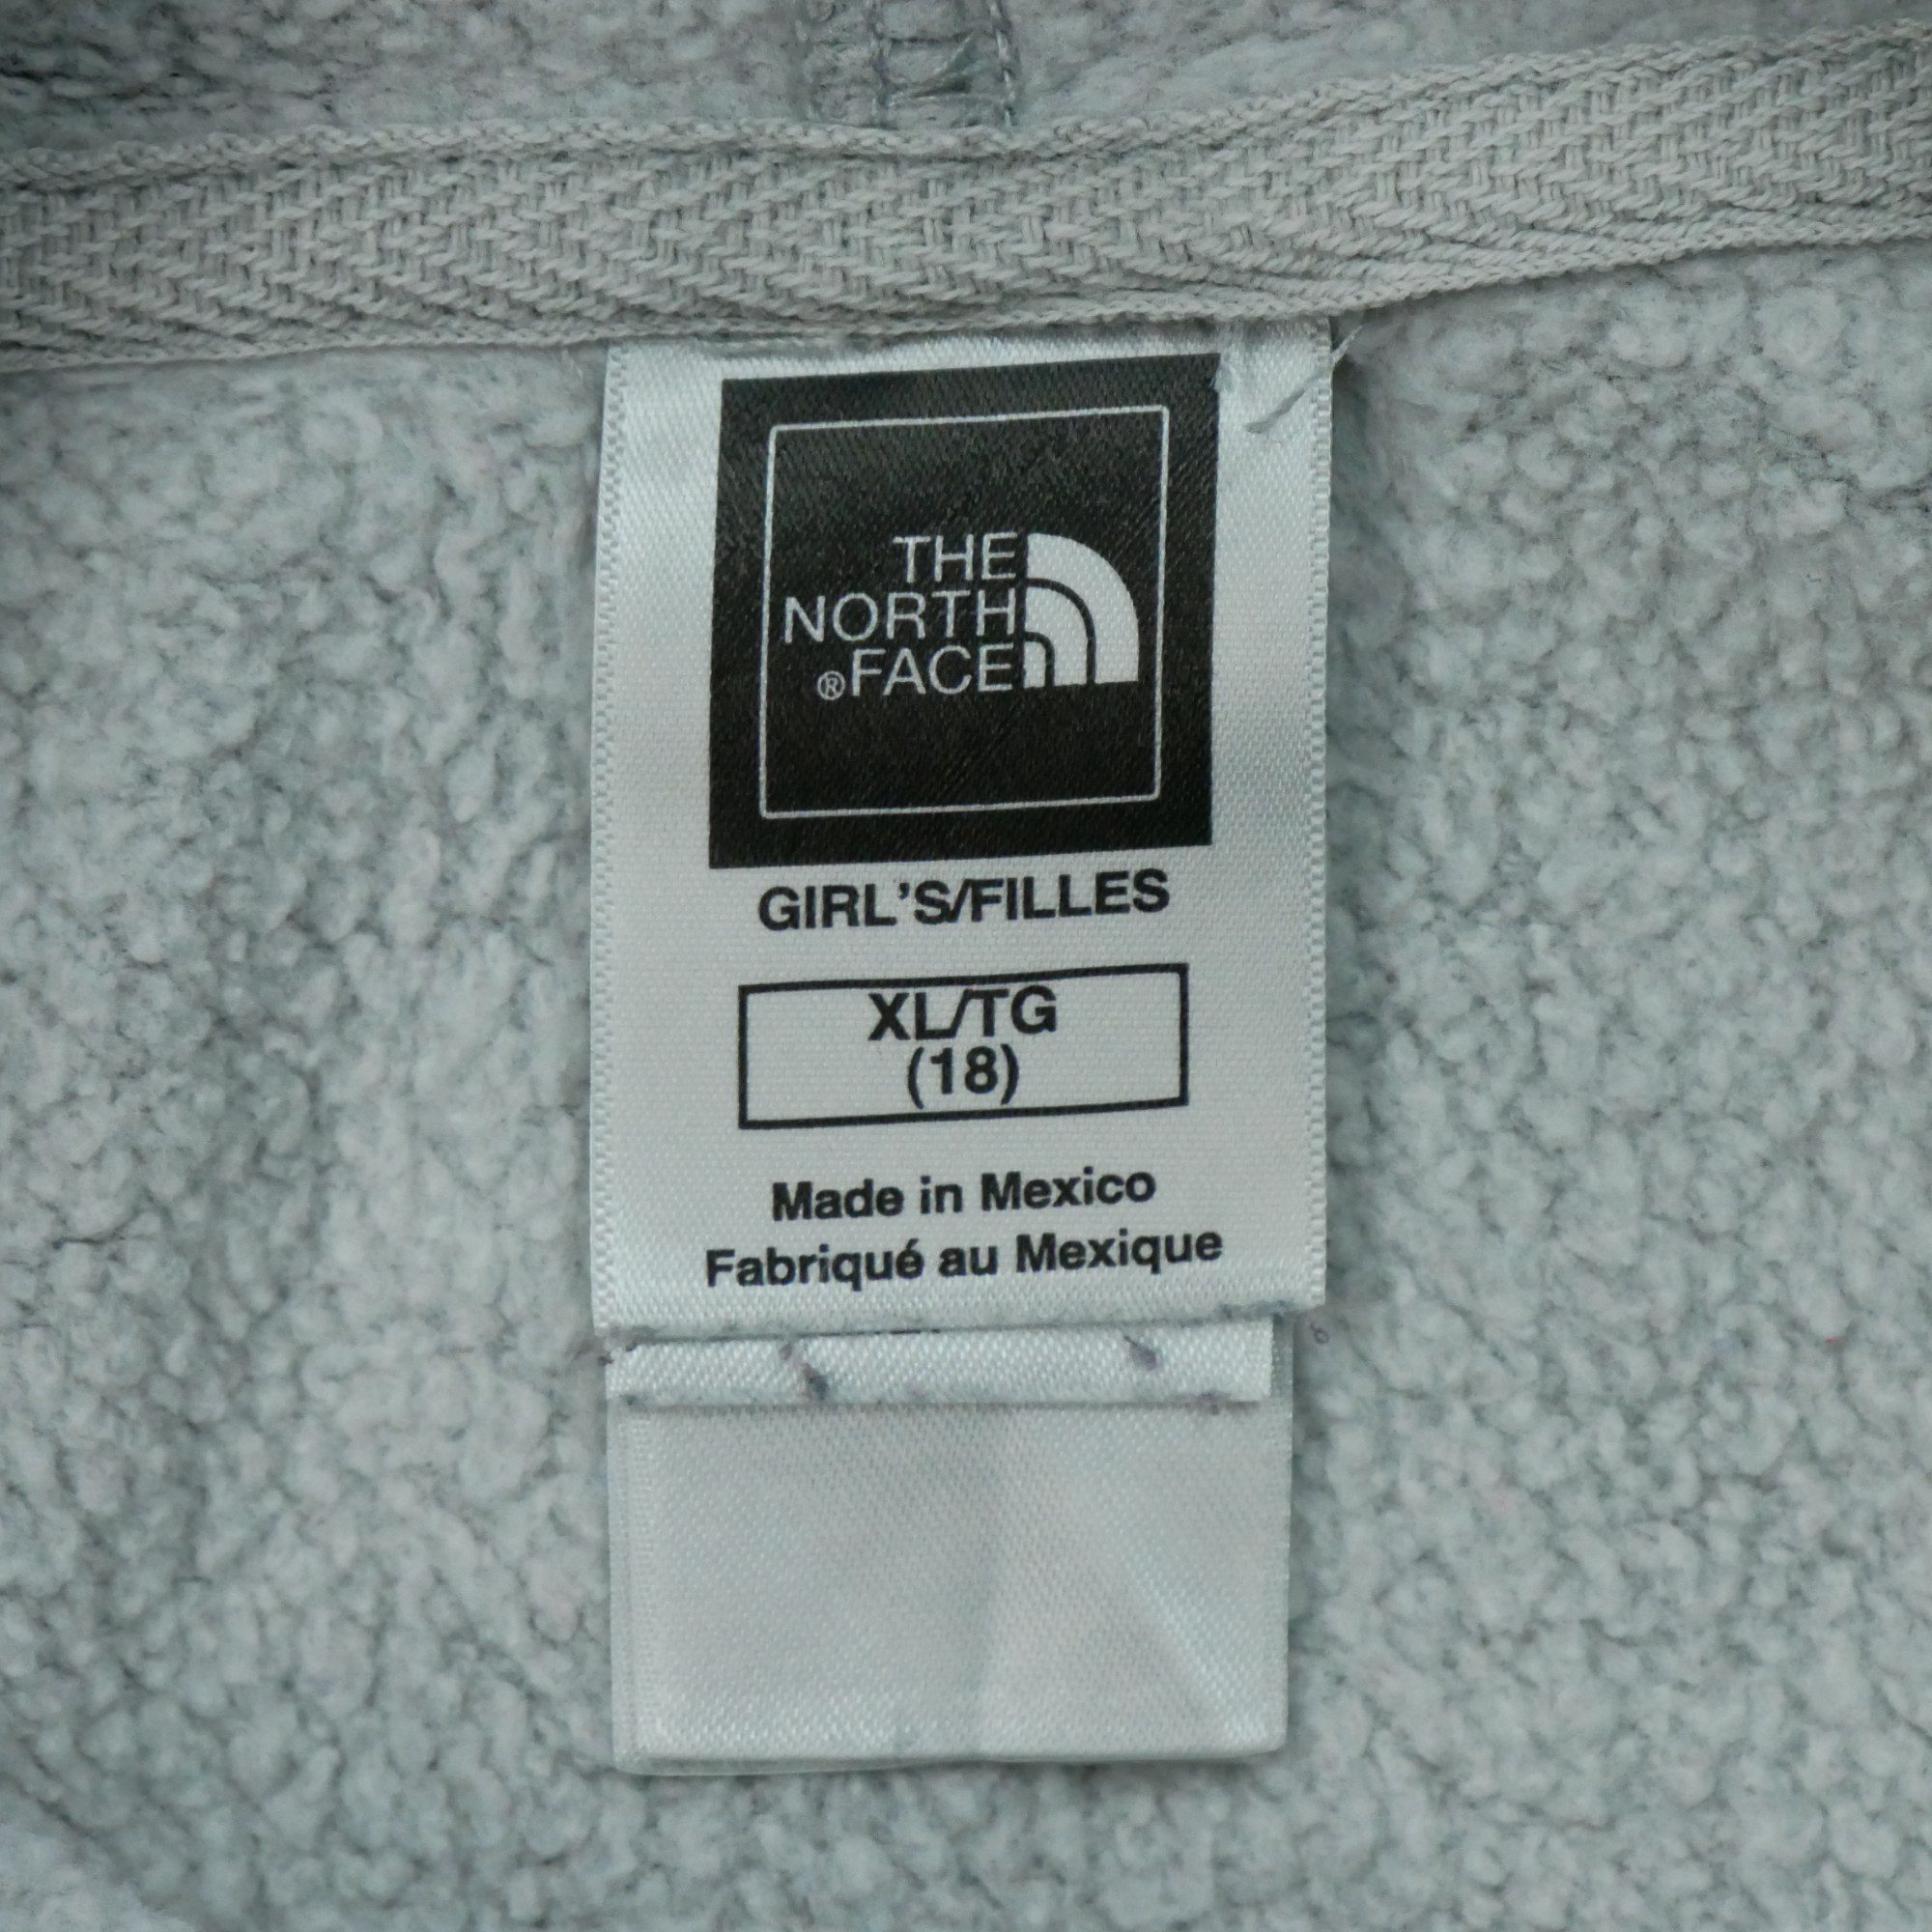 THE
NORTH
®FACE
GIRL'S/FILLES
XL/TG
(18)
Made in Mexico
Fabriqué au Mexique